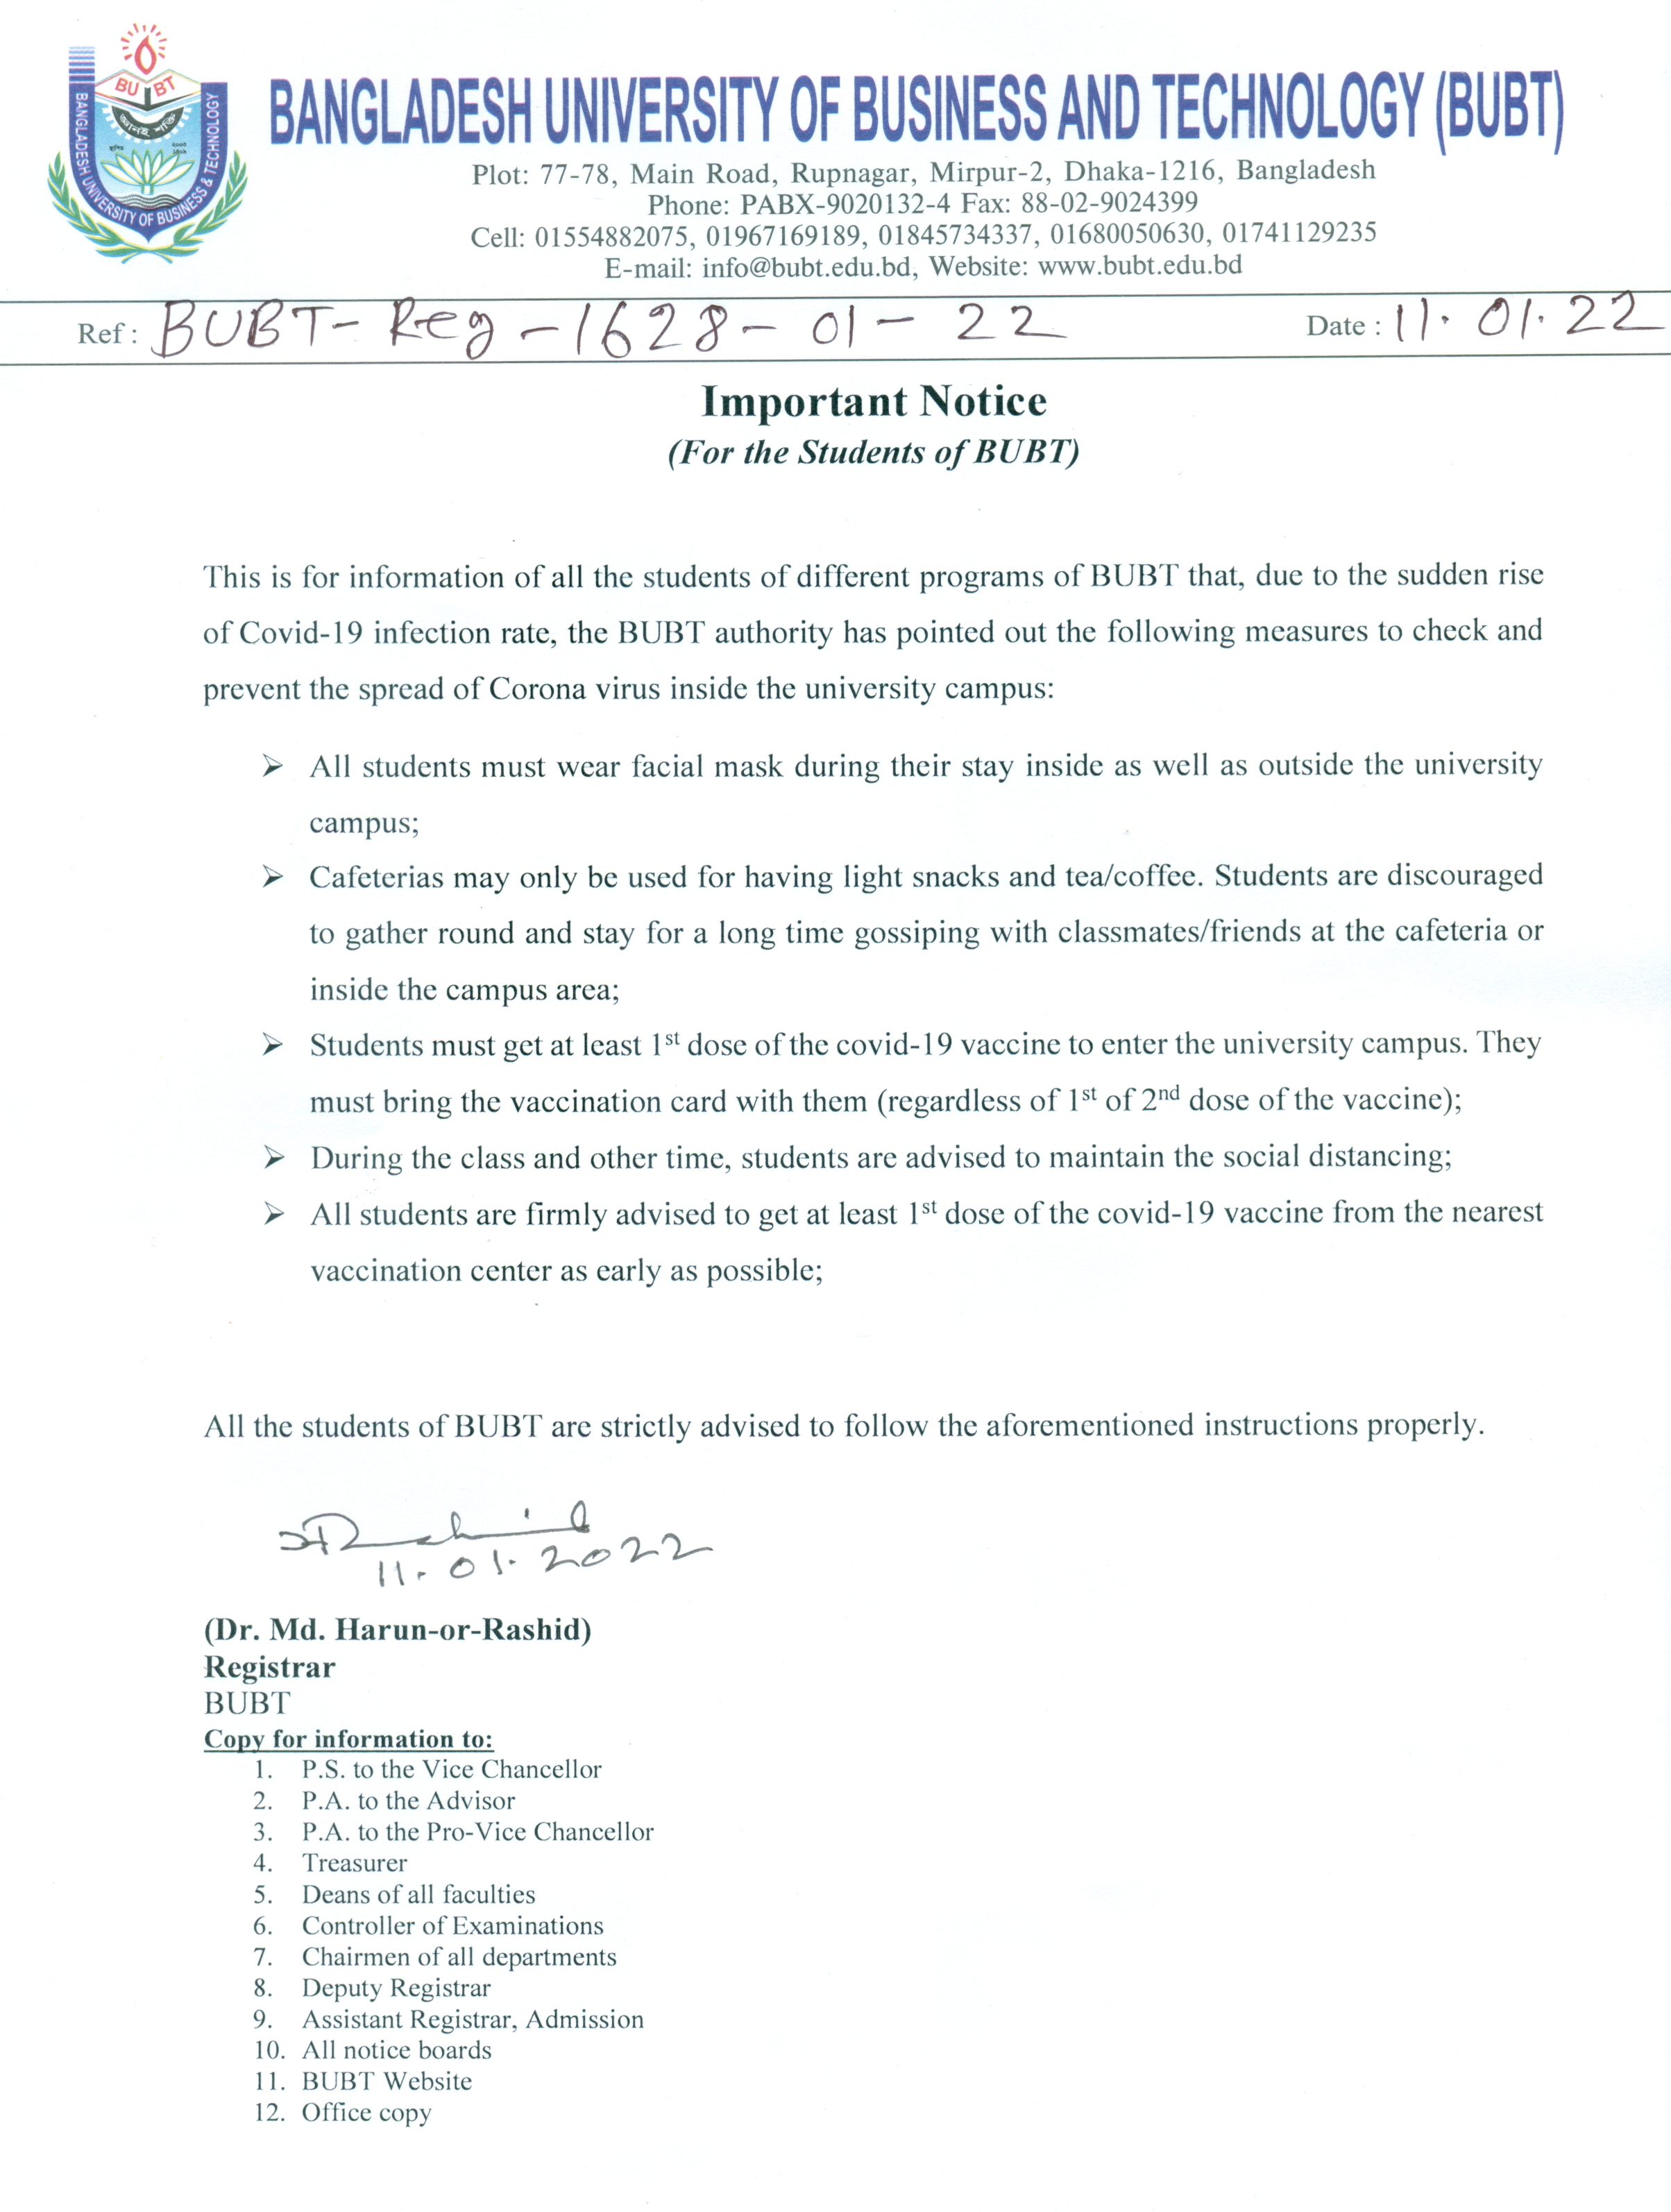 BU BT
জ্ঞানই শক্তি
BANGLADESH UNIVERSITY OF BUSINESS & TECHNOLOGY
BANGLADESH UNIVERSITY OF BUSINESS AND TECHNOLOGY (BUBT)
Plot: 77-78, Main Road, Rupnagar, Mirpur-2, Dhaka-1216, Bangladesh
Phone: PABX-9020132-4 Fax: 88-02-9024399
Cell: 01554882075, 01967169189, 01845734337, 01680050630, 01741129235
E-mail: info@bubt.edu.bd, Website: www.bubt.edu.bd
Ref : BUBT- Reg -1628- 01- 22 Date : 11. 01. 22
Important Notice
(For the Students of BUBT)
This is for information of all the students of different programs of BUBT that, due to the sudden rise
of Covid-19 infection rate, the BUBT authority has pointed out the following measures to check and
prevent the spread of Corona virus inside the university campus:
➢ All students must wear facial mask during their stay inside as well as outside the university
campus;
➢ Cafeterias may only be used for having light snacks and tea/coffee. Students are discouraged
to gather round and stay for a long time gossiping with classmates/friends at the cafeteria or
inside the campus area;
➢ Students must get at least 1st dose of the covid-19 vaccine to enter the university campus. They
must bring the vaccination card with them (regardless of 1st of 2nd dose of the vaccine);
➢ During the class and other time, students are advised to maintain the social distancing;
➢ All students are firmly advised to get at least 1st dose of the covid-19 vaccine from the nearest
vaccination center as early as possible;
All the students of BUBT are strictly advised to follow the aforementioned instructions properly.
11. 01. 2022
(Dr. Md. Harun-or-Rashid)
Registrar
BUBT
Copy for information to:
1. P.S. to the Vice Chancellor
2. P.A. to the Advisor
3. P.A. to the Pro-Vice Chancellor
4. Treasurer
5. Deans of all faculties
6. Controller of Examinations
7. Chairmen of all departments
8. Deputy Registrar
9. Assistant Registrar, Admission
10. All notice boards
11. BUBT Website
12. Office copy